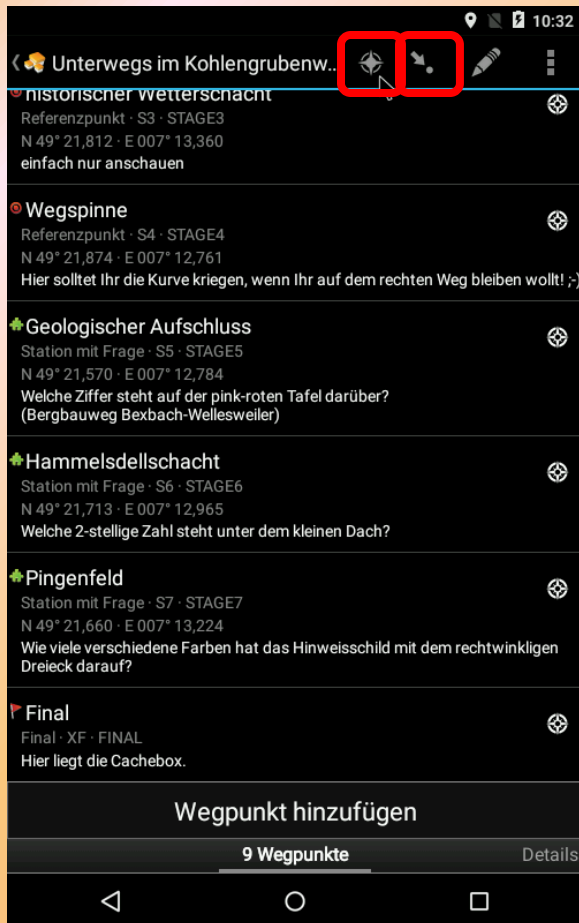 10:32
Unterwegs im Kohlengrubenw..
historischer Wetterschacht
Referenzpunkt · S3 · STAGE3
N 49° 21,812 · E 007° 13,360
einfach nur anschauen
Wegspinne
Referenzpunkt · S4 · STAGE4
N 49° 21,874 · E 007° 12,761
Hier solltet Ihr die Kurve kriegen, wenn Ihr auf dem rechten Weg bleiben wollt! ;-)
Geologischer Aufschluss
Station mit Frage · S5 · STAGE5
N 49° 21,570 · E 007° 12,784
Welche Ziffer steht auf der pink-roten Tafel darüber?
(Bergbauweg Bexbach-Wellesweiler)
Hammelsdellschacht
Station mit Frage · S6 · STAGE6
N 49° 21,713 · E 007° 12,965
Welche 2-stellige Zahl steht unter dem kleinen Dach?
Pingenfeld
Station mit Frage · S7 · STAGE7
N 49° 21,660 · E 007° 13,224
Wie viele verschiedene Farben hat das Hinweisschild mit dem rechtwinkligen
Dreieck darauf?
Final
Final · XF · FINAL
Hier liegt die Cachebox.
Wegpunkt hinzufügen
9 Wegpunkte
Details